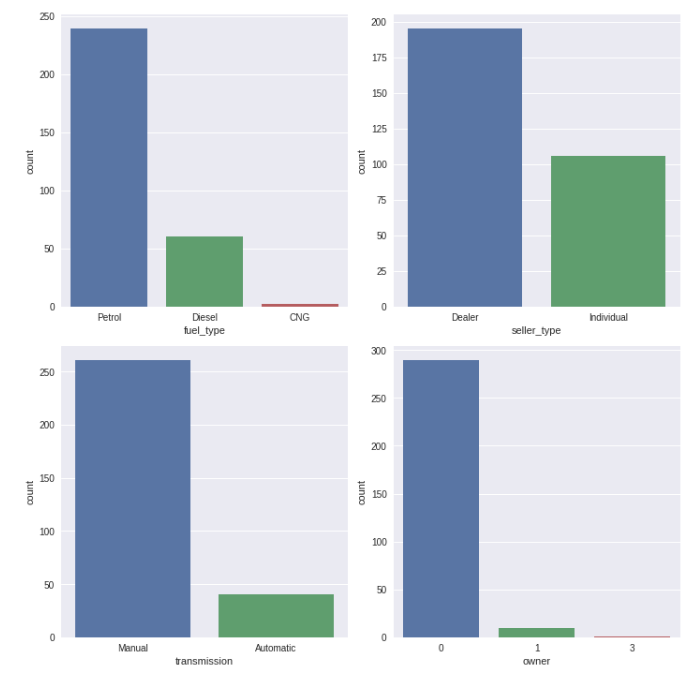 250
200
150
100
50
0
count
Petrol Diesel CNG
fuel_type
200
175
150
125
100
75
50
25
0
count
Dealer Individual
seller_type
250
200
150
100
50
0
count
Manual Automatic
transmission
300
250
200
150
100
50
0
count
0 1 3
owner